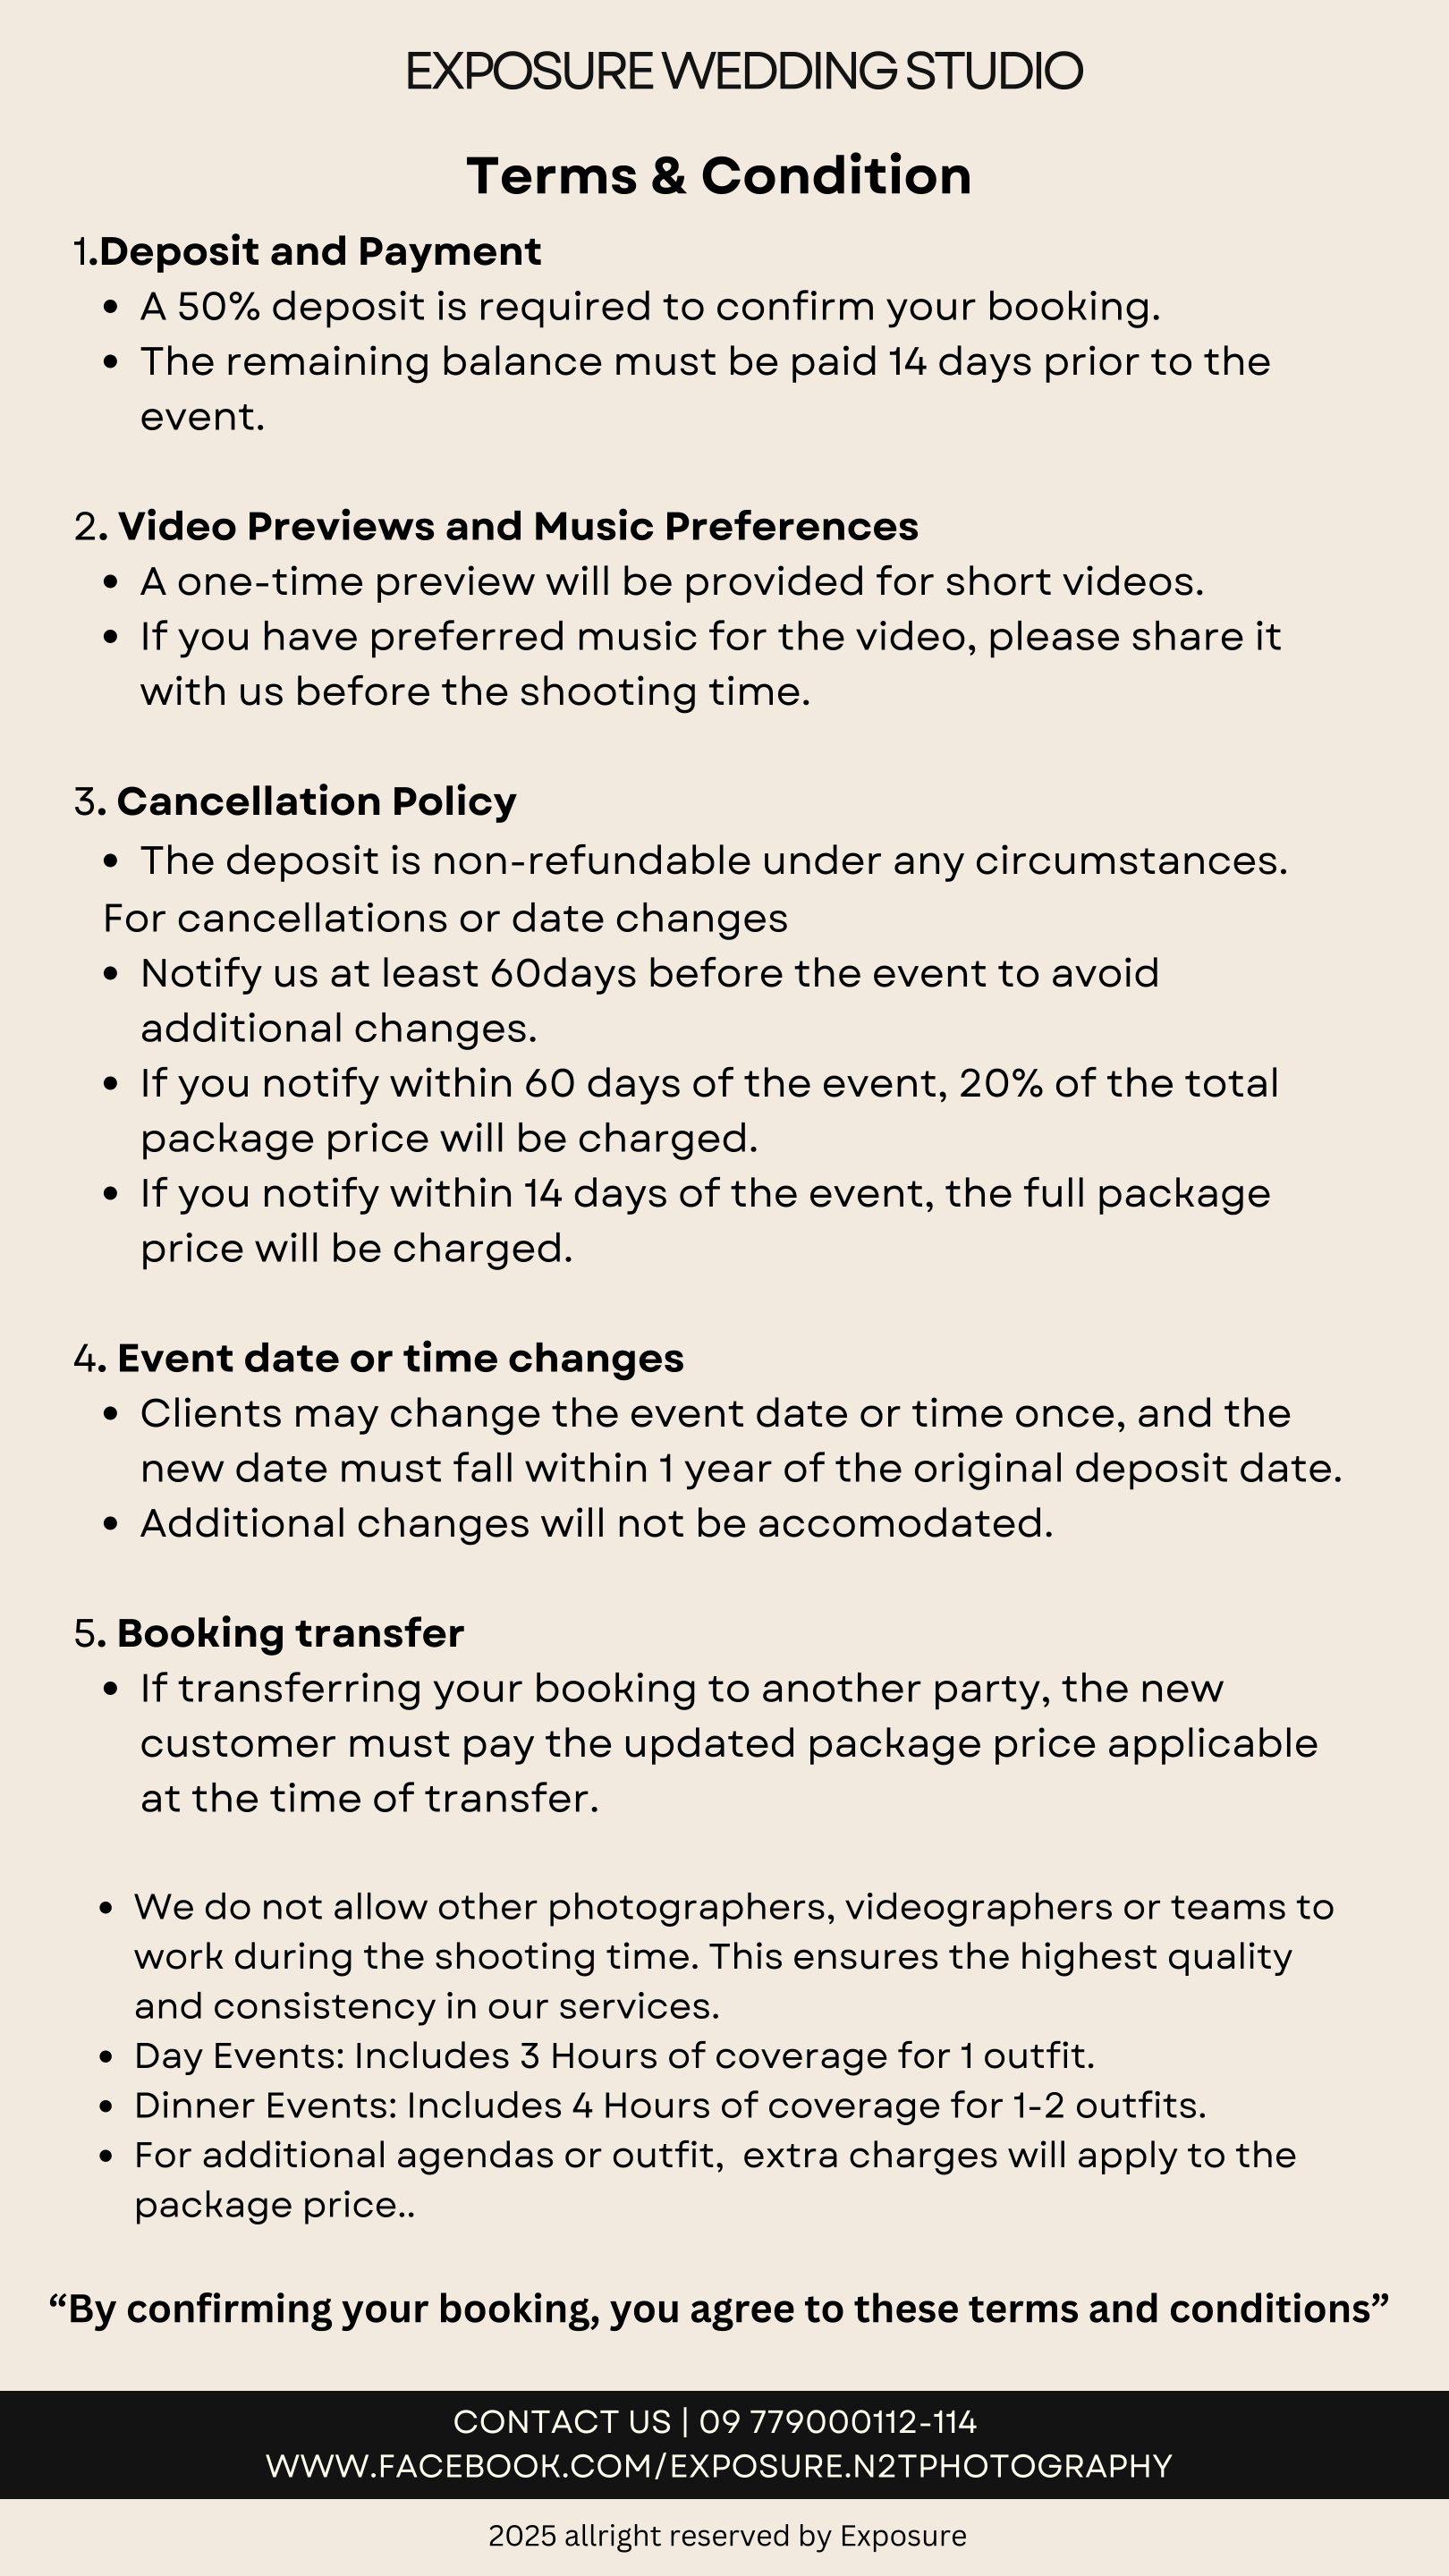 EXPOSURE WEDDING STUDIO
Terms & Condition
1.Deposit and Payment
• A 50% deposit is required to confirm your booking.
• The remaining balance must be paid 14 days prior to the
event.
2. Video Previews and Music Preferences
• A one-time preview will be provided for short videos.
• If you have preferred music for the video, please share it
with us before the shooting time.
3. Cancellation Policy
• The deposit is non-refundable under any circumstances.
For cancellations or date changes
• Notify us at least 60days before the event to avoid
additional changes.
• If you notify within 60 days of the event, 20% of the total
package price will be charged.
• If you notify within 14 days of the event, the full package
price will be charged.
4. Event date or time changes
• Clients may change the event date or time once, and the
new date must fall within 1 year of the original deposit date.
• Additional changes will not be accomodated.
5. Booking transfer
• If transferring your booking to another party, the new
customer must pay the updated package price applicable
at the time of transfer.
• We do not allow other photographers, videographers or teams to
work during the shooting time. This ensures the highest quality
and consistency in our services.
• Day Events: Includes 3 Hours of coverage for 1 outfit.
• Dinner Events: Includes 4 Hours of coverage for 1-2 outfits.
• For additional agendas or outfit,  extra charges will apply to the
package price..
“By confirming your booking, you agree to these terms and conditions”
CONTACT US | 09 779000112-114
WWW.FACEBOOK.COM/EXPOSURE.N2TPHOTOGRAPHY
2025 allright reserved by Exposure